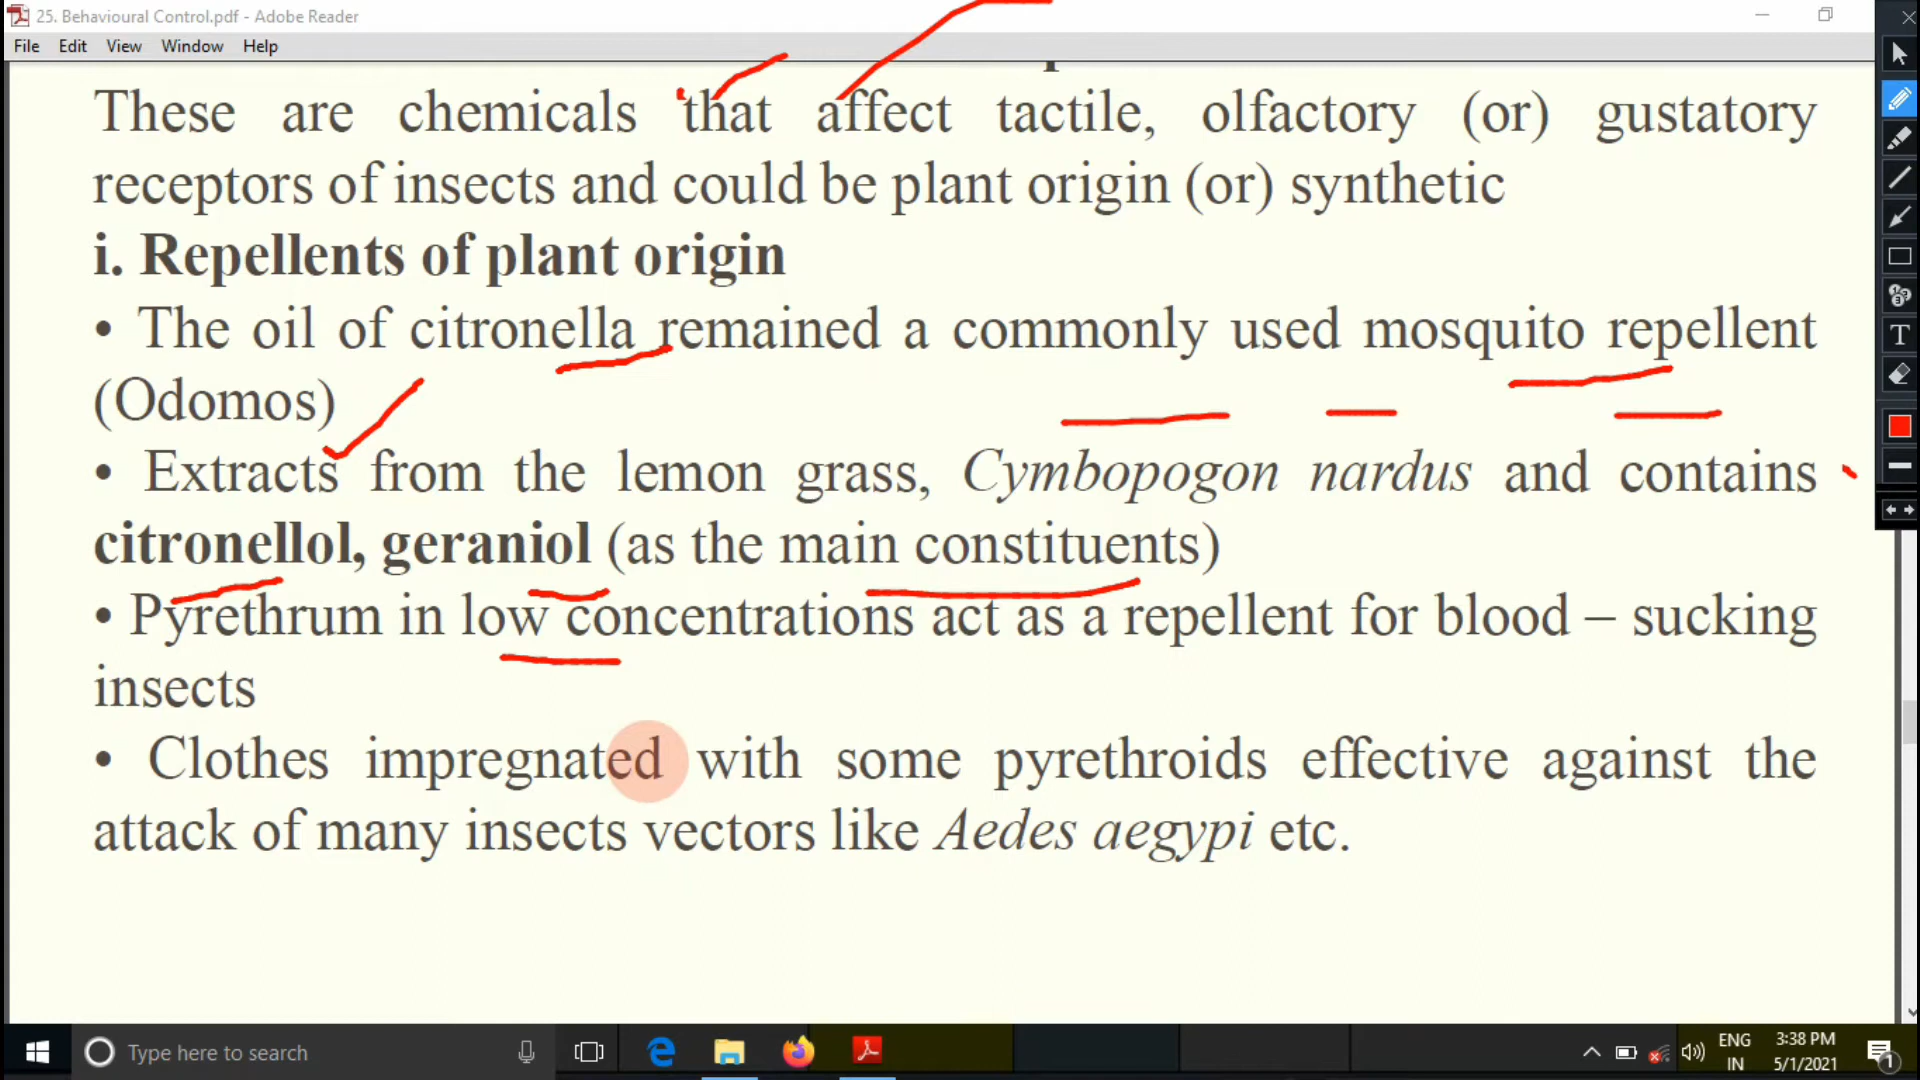 25. Behavioural Control.pdf - Adobe Reader
File Edit View Window Help
These are chemicals that affect tactile, olfactory (or) gustatory
receptors of insects and could be plant origin (or) synthetic
i. Repellents of plant origin
• The oil of citronella remained a commonly used mosquito repellent
(Odomos)
• Extracts from the lemon grass, Cymbopogon nardus and contains
citronellol, geraniol (as the main constituents)
• Pyrethrum in low concentrations act as a repellent for blood – sucking
insects
• Clothes impregnated with some pyrethroids effective against the
attack of many insects vectors like Aedes aegypi etc.
T
Type here to search
ENG
IN
3:38 PM
5/1/2021
1